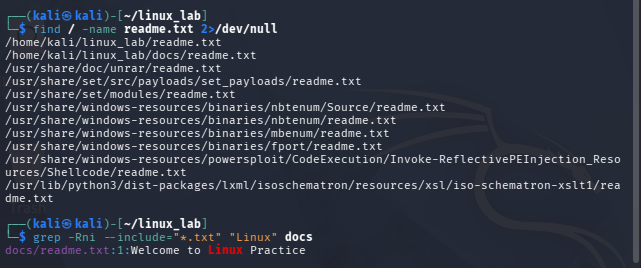 ┌──(kali㉿kali)-[~/linux_lab]
└─$ find / -name readme.txt 2>/dev/null
/home/kali/linux_lab/readme.txt
/home/kali/linux_lab/docs/readme.txt
/usr/share/doc/unrar/readme.txt
/usr/share/set/src/payloads/set_payloads/readme.txt
/usr/share/set/modules/readme.txt
/usr/share/windows-resources/binaries/nbtenum/Source/readme.txt
/usr/share/windows-resources/binaries/nbtenum/readme.txt
/usr/share/windows-resources/binaries/mbenum/readme.txt
/usr/share/windows-resources/binaries/fport/readme.txt
/usr/share/windows-resources/powersploit/CodeExecution/Invoke-ReflectivePEInjection_Reso
urces/Shellcode/readme.txt
/usr/lib/python3/dist-packages/lxml/isoschematron/resources/xsl/iso-schematron-xslt1/rea
dme.txt
┌──(kali㉿kali)-[~/linux_lab]
└─$ grep -Rni --include="*.txt" "Linux" docs
docs/readme.txt:1:Welcome to Linux Practice